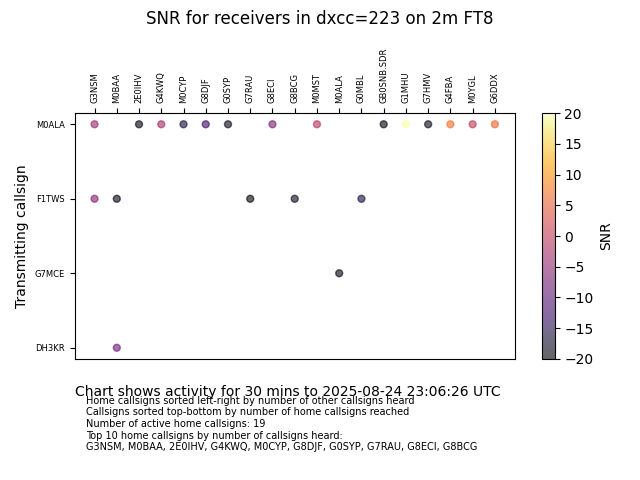 SNR for receivers in dxcc=223 on 2m FT8
G3NSM M0BAA 2E0IHV G4KWQ M0CYP G8DJF G0SYP G7RAU G8ECI G8BCG M0MST M0ALA G0MBL GB0SNB.SDR G1MHU G7HMV G4FBA M0YGL G6DDX
M0ALA
F1TWS
G7MCE
DH3KR
Transmitting callsign
20
15
10
5
0
−5
−10
−15
−20
SNR
Chart shows activity for 30 mins to 2025-08-24 23:06:26 UTC
Home callsigns sorted left-right by number of other callsigns heard
Callsigns sorted top-bottom by number of home callsigns reached
Number of active home callsigns: 19
Top 10 home callsigns by number of callsigns heard:
G3NSM, M0BAA, 2E0IHV, G4KWQ, M0CYP, G8DJF, G0SYP, G7RAU, G8ECI, G8BCG